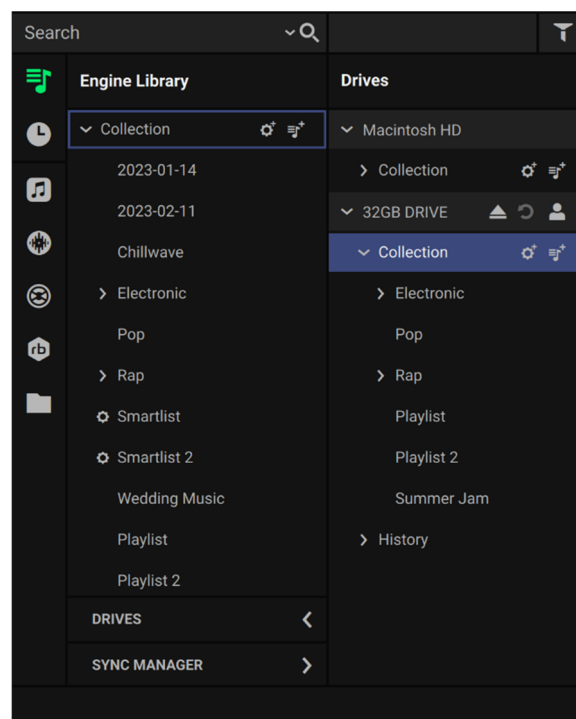 Search
Engine Library
Collection
2023-01-14
2023-02-11
Chillwave
Electronic
Pop
Rap
Smartlist
Smartlist 2
Wedding Music
Playlist
Playlist 2
DRIVES
SYNC MANAGER
rb
Drives
Macintosh HD
Collection
32GB DRIVE
Collection
Electronic
Pop
Rap
Playlist
Playlist 2
Summer Jam
History